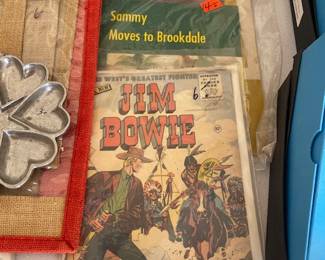 Sammy
Moves to Brookdale
WEST'S GREATEST FIGHTER
JIM
BOWIE